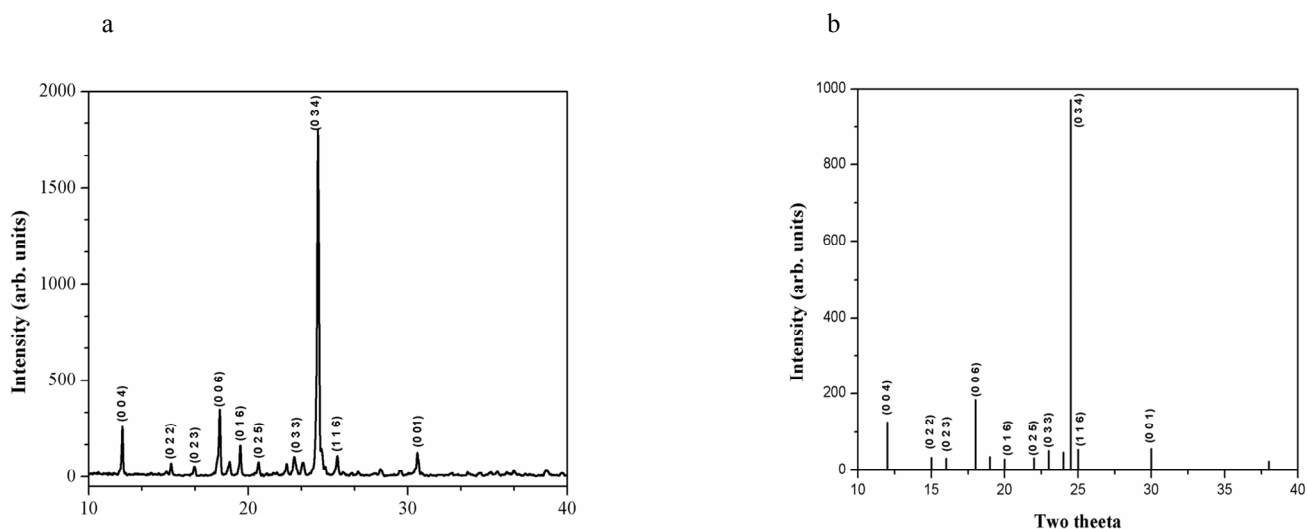 a
b
2000
1500
1000
500
0
Intensity (arb. units)
(0 0 4)
(0 2 2)
(0 2 3)
(0 0 6)
(0 1 6)
(0 2 5)
(0 3 3)
(0 3 4)
(1 1 6)
(0 0 1)
10
20
30
40
1000
800
600
400
200
0
Intensity (arb. units)
(0 0 4)
(0 2 2)
(0 2 3)
(0 0 6)
(0 1 6)
(0 2 5)
(0 3 3)
(0 3 4)
(1 1 6)
(0 0 1)
10
15
20
25
30
35
40
Two theeta